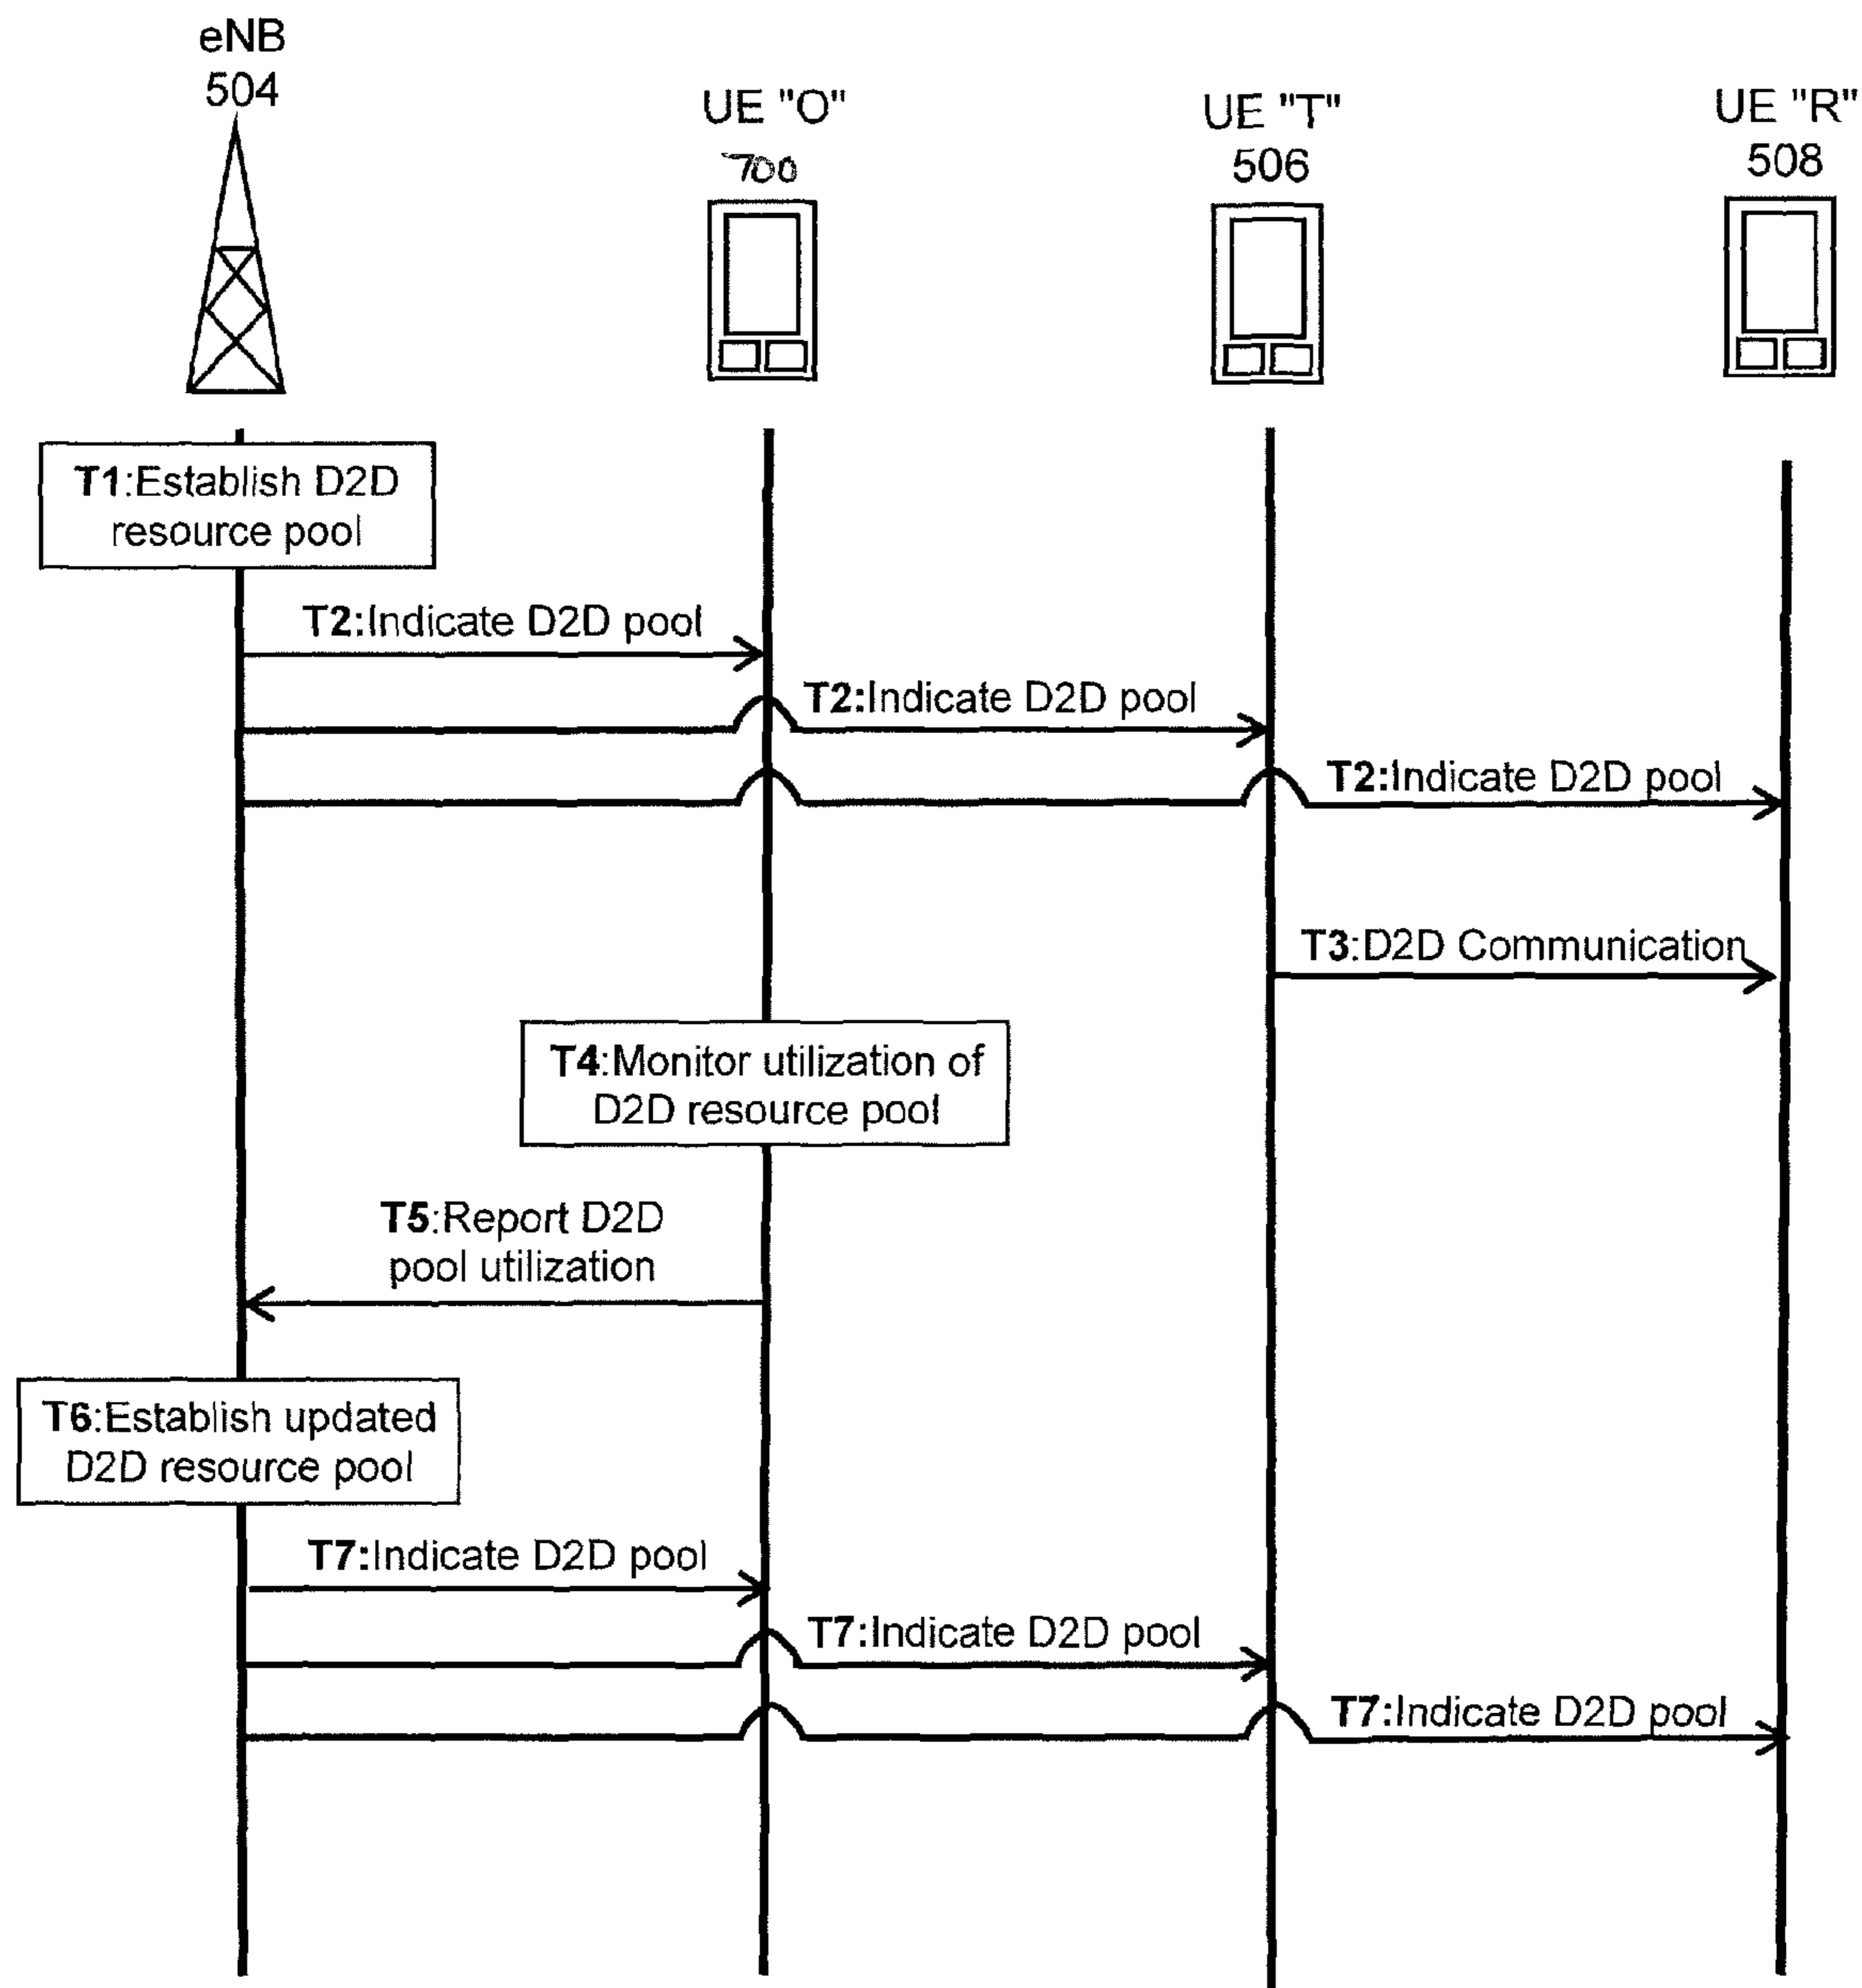 eNB
504
UE "O"
700
UE "T"
506
UE "R"
508
T1:Establish D2D
resource pool
T2:Indicate D2D pool
T2:Indicate D2D pool
T2:Indicate D2D pool
T3:D2D Communication
T4:Monitor utilization of
D2D resource pool
T5:Report D2D
pool utilization
T6:Establish updated
D2D resource pool
T7:Indicate D2D pool
T7:Indicate D2D pool
T7:Indicate D2D pool